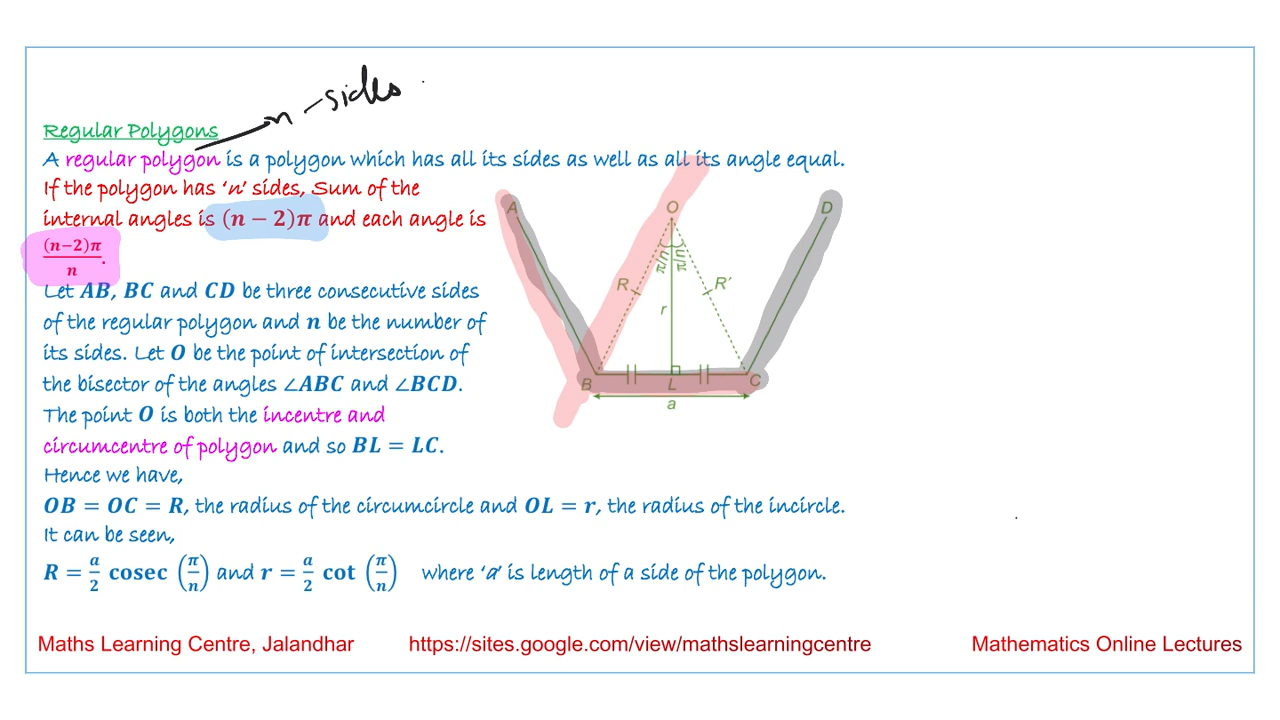 n - sides
Regular Polygons
A regular polygon is a polygon which has all its sides as well as all its angle equal.
If the polygon has ‘n’ sides, Sum of the
internal angles is (n − 2)π and each angle is
(n−2)π/n.
Let AB, BC and CD be three consecutive sides
of the regular polygon and n be the number of
its sides. Let O be the point of intersection of
the bisector of the angles ∠ABC and ∠BCD.
The point O is both the incentre and
circumcentre of polygon and so BL = LC.
Hence we have,
OB = OC = R, the radius of the circumcircle and OL = r, the radius of the incircle.
It can be seen,
R = a/2 cosec (π/n) and r = a/2 cot (π/n) where ‘a’ is length of a side of the polygon.
A O D
π/n π/n
R R′
r
B L C
a
Maths Learning Centre, Jalandhar https://sites.google.com/view/mathslearningcentre Mathematics Online Lectures